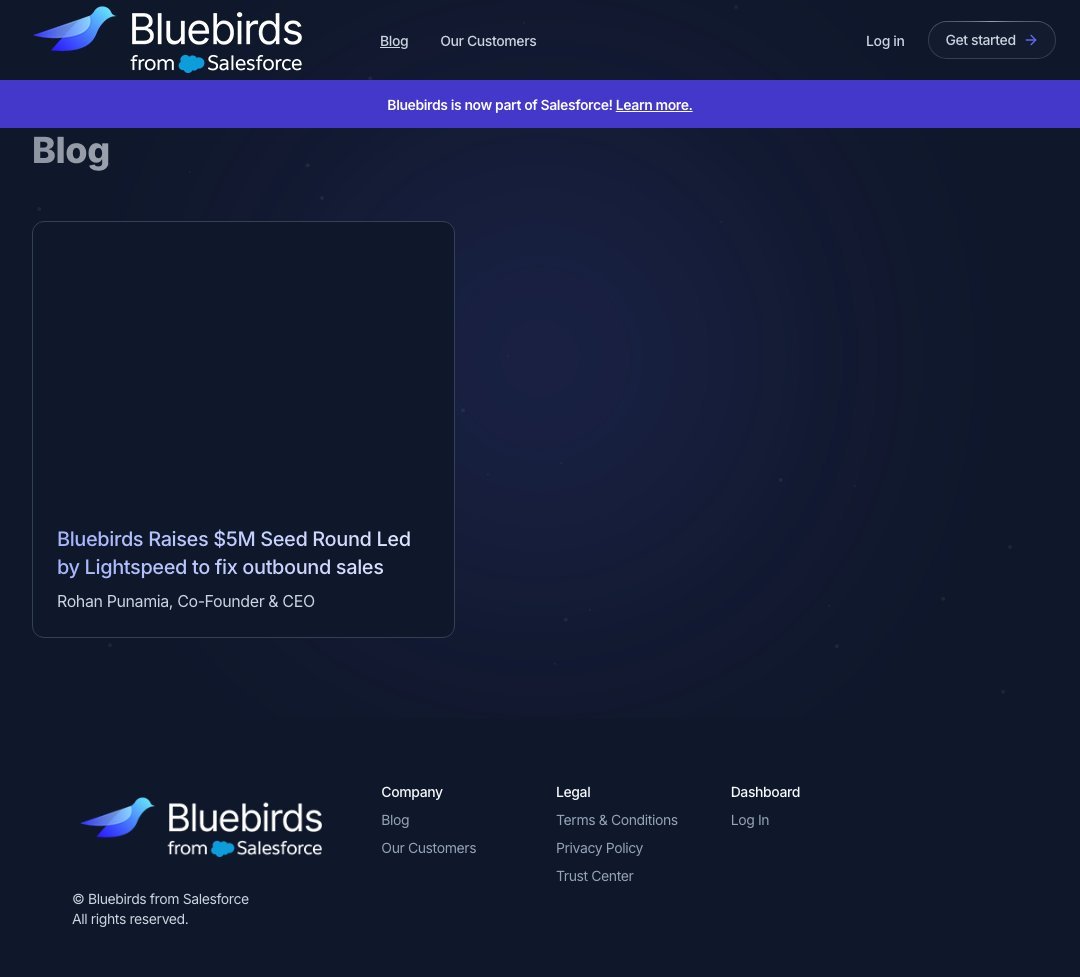 Bluebirds
from Salesforce
Blog
Our Customers
Log in
Get started
Bluebirds is now part of Salesforce! Learn more.
Blog
Bluebirds Raises $5M Seed Round Led
by Lightspeed to fix outbound sales
Rohan Punamia, Co-Founder & CEO
Bluebirds
from Salesforce
© Bluebirds from Salesforce
All rights reserved.
Company
Blog
Our Customers
Legal
Terms & Conditions
Privacy Policy
Trust Center
Dashboard
Log In